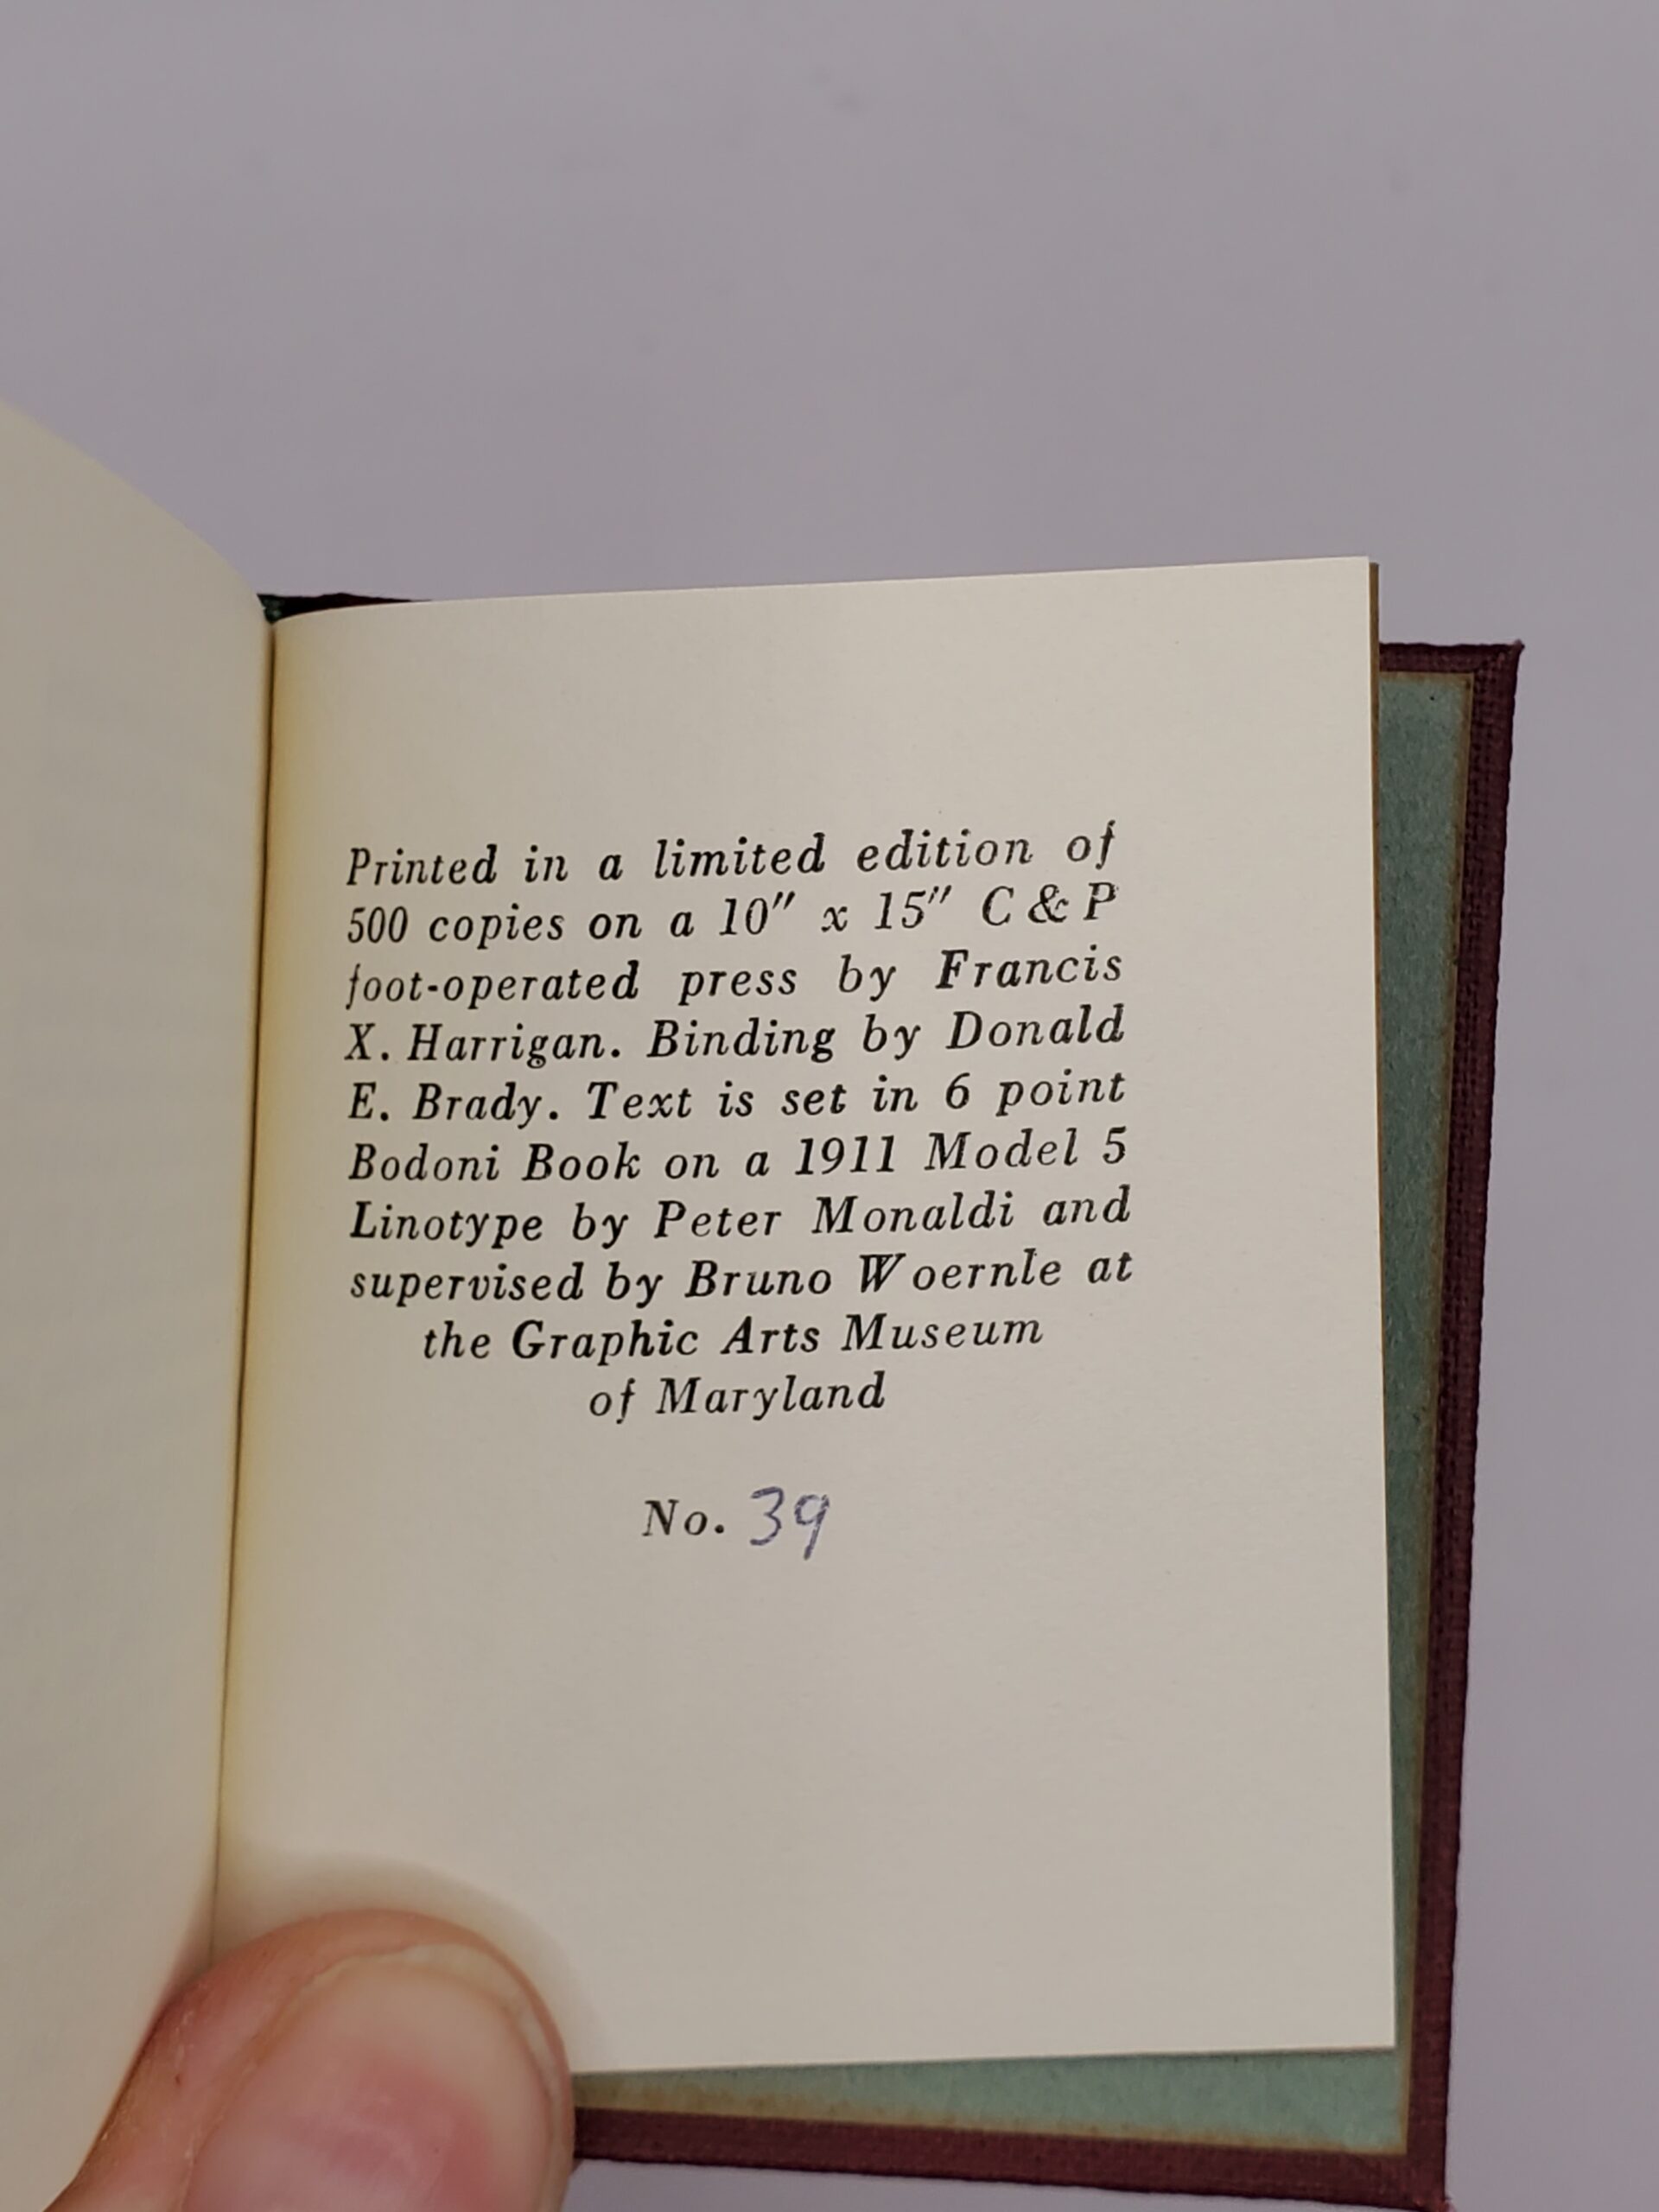 Printed in a limited edition of
500 copies on a 10" x 15" C & P
foot-operated press by Francis
X. Harrigan. Binding by Donald
E. Brady. Text is set in 6 point
Bodoni Book on a 1911 Model 5
Linotype by Peter Monaldi and
supervised by Bruno Woernle at
the Graphic Arts Museum
of Maryland
No. 39